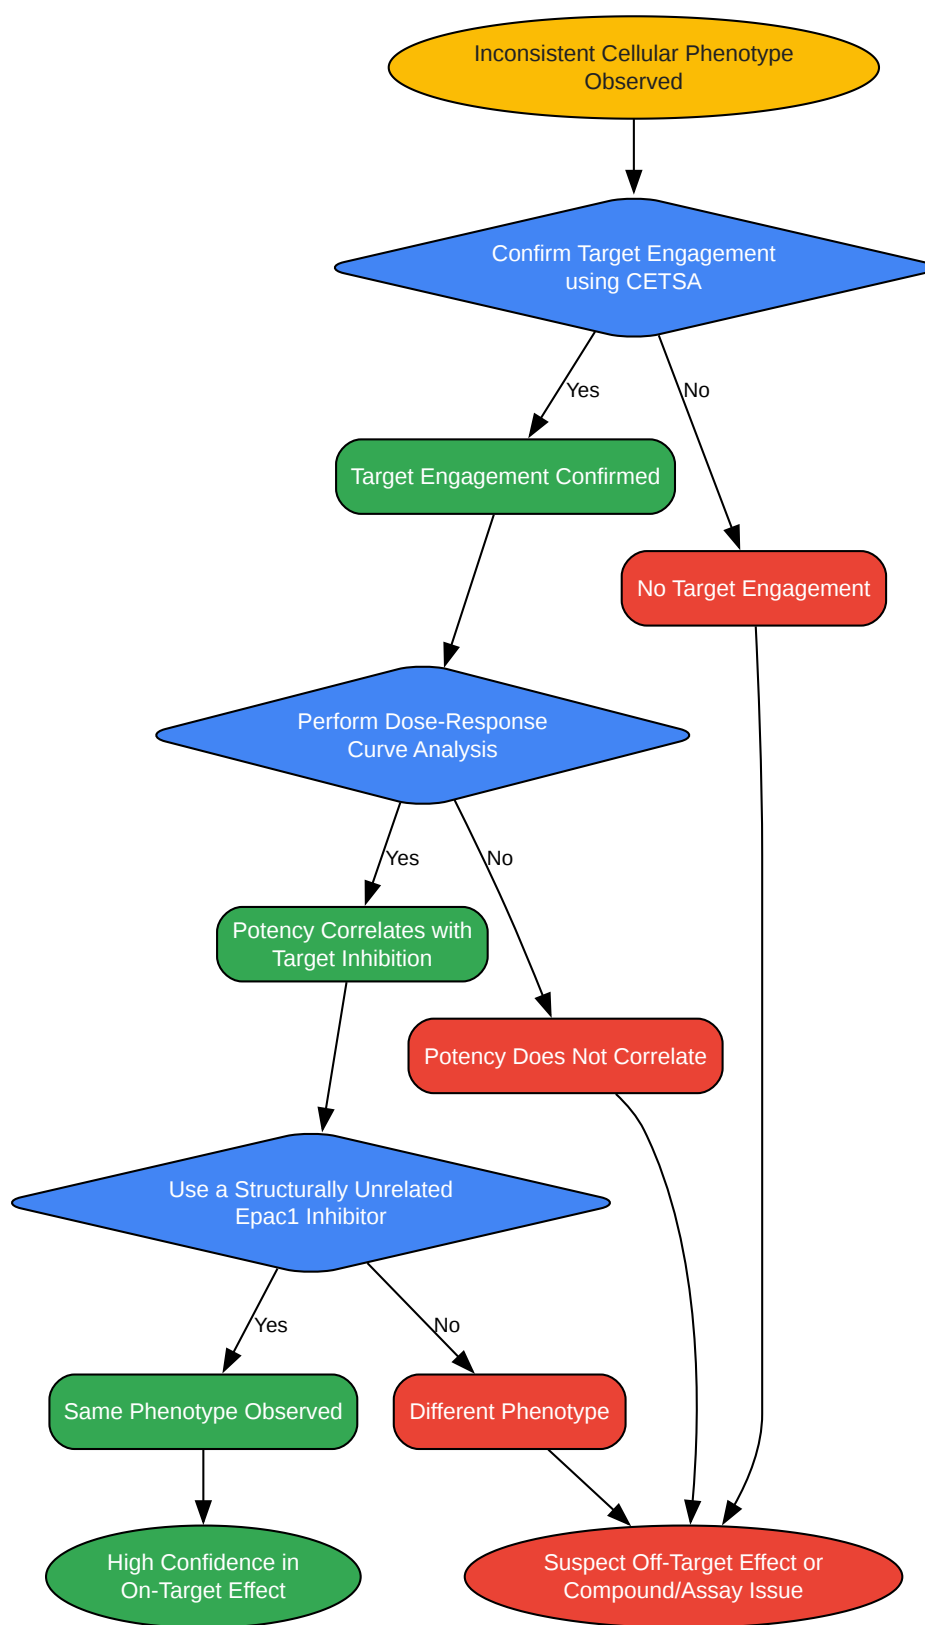 Inconsistent Cellular Phenotype
Observed
Confirm Target Engagement
using CETSA
Yes
No
Target Engagement Confirmed
No Target Engagement
Perform Dose-Response
Curve Analysis
Yes
No
Potency Correlates with
Target Inhibition
Potency Does Not Correlate
Use a Structurally Unrelated
Epac1 Inhibitor
Yes
No
Same Phenotype Observed
Different Phenotype
High Confidence in
On-Target Effect
Suspect Off-Target Effect or
Compound/Assay Issue